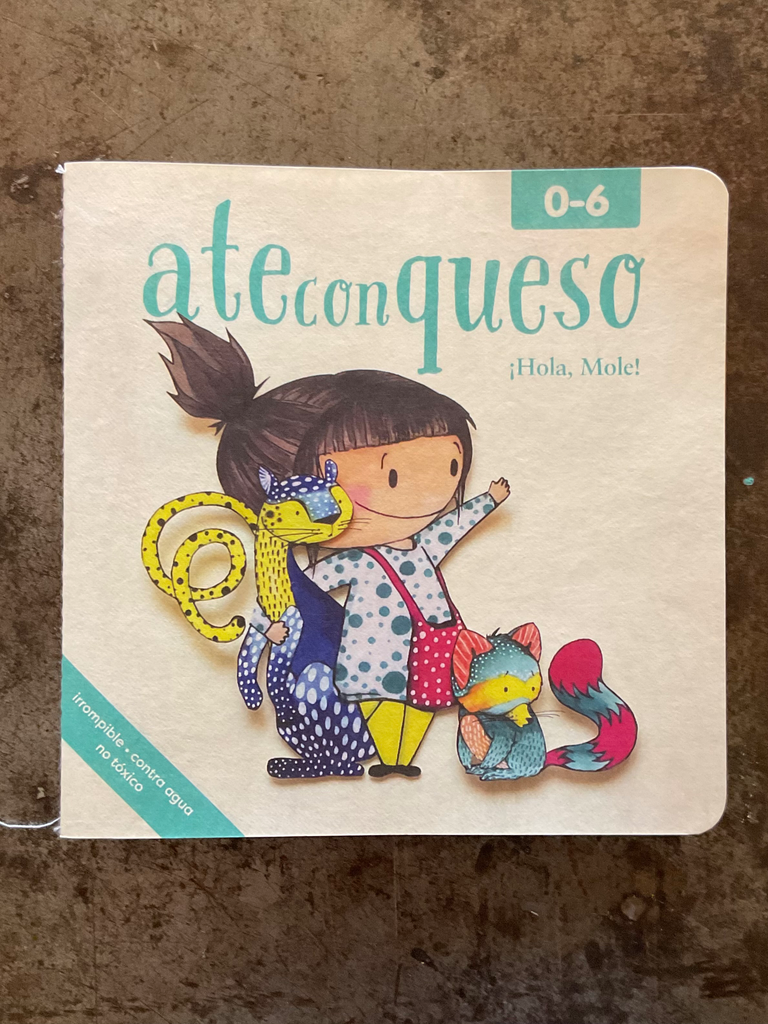 0-6
ateconqueso
¡Hola, Mole!
irrompible • contra agua
no tóxico